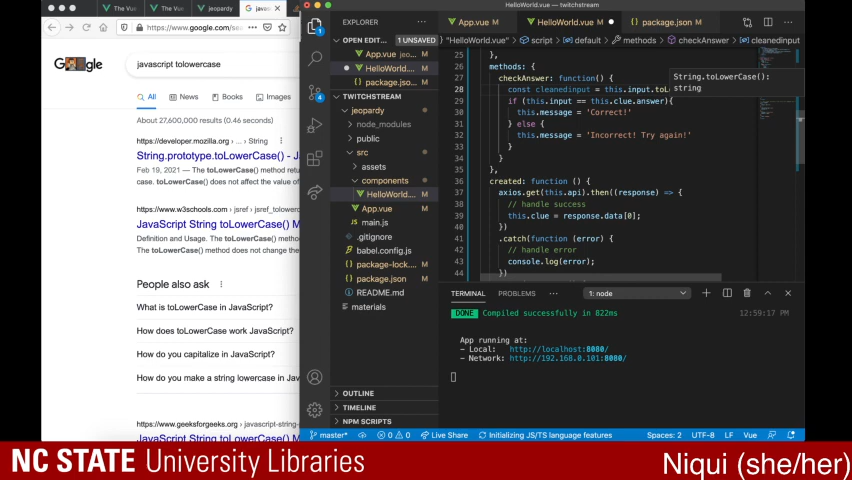 HelloWorld.vue — twitchstream
The Vue
The Vue
jeopardy
javasc
https://www.google.com/sea
Google
javascript tolowercase
All
News
Books
Images
About 27,600,000 results (0.46 seconds)
https://developer.mozilla.org › ... › String
String.prototype.toLowerCase() - J
Feb 19, 2021 — The toLowerCase() method retu
case. toLowerCase() does not affect the value of
https://www.w3schools.com › jsref › jsref_tolowerc
JavaScript String toLowerCase() M
Definition and Usage. The toLowerCase() metho
The toLowerCase() method does not change the
People also ask
What is toLowerCase in JavaScript?
How does toLowerCase work JavaScript?
How do you capitalize in JavaScript?
How do you make a string lowercase in Jav
https://www.geeksforgeeks.org › javascript-string-
JavaScript String toLowerCase() M
EXPLORER
OPEN EDIT...
1 UNSAVED
App.vue ...
M
HelloWorld....
M
package.jso...
M
TWITCHSTREAM
jeopardy
node_modules
public
src
assets
components
HelloWorld....
M
App.vue
M
main.js
.gitignore
babel.config.js
package-lock....
M
package.json
M
README.md
materials
OUTLINE
TIMELINE
NPM SCRIPTS
App.vue M
HelloWorld.vue M
package.json M
"HelloWorld.vue" › script › default › methods › checkAnswer › cleanedinput
25 },
26 methods: {
27 checkAnswer: function() {
28 const cleanedinput = this.input.toL
String.toLowerCase():
string
29 if (this.input == this.clue.answer){
30 this.message = 'Correct!'
31 } else {
32 this.message = 'Incorrect! Try again!'
33 }
34 }
35 },
36 created: function () {
37 axios.get(this.api).then((response) => {
38 // handle success
39 this.clue = response.data[0];
40 })
41 .catch(function (error) {
42 // handle error
43 console.log(error);
44 })
TERMINAL
PROBLEMS
1: node
DONE Compiled successfully in 822ms
12:59:17 PM
App running at:
- Local: http://localhost:8080/
- Network: http://192.168.0.101:8080/
master*
0
0
Live Share
Initializing JS/TS language features
Spaces: 2
UTF-8
LF
Vue
NC STATE University Libraries
Niqui (she/her)